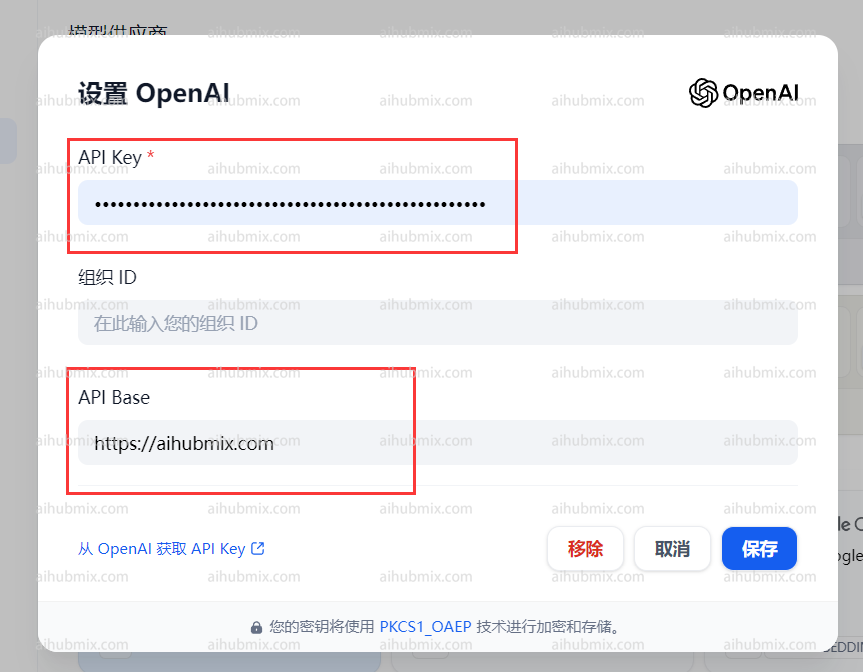 模型供应商
设置 OpenAI
OpenAI
API Key *
••••••••••••••••••••••••••••••••••••••••••••••••••
组织 ID
在此输入您的组织 ID
API Base
https://aihubmix.com
从 OpenAI 获取 API Key
移除
取消
保存
您的密钥将使用 PKCS1_OAEP 技术进行加密和存储。
aihubmix.com